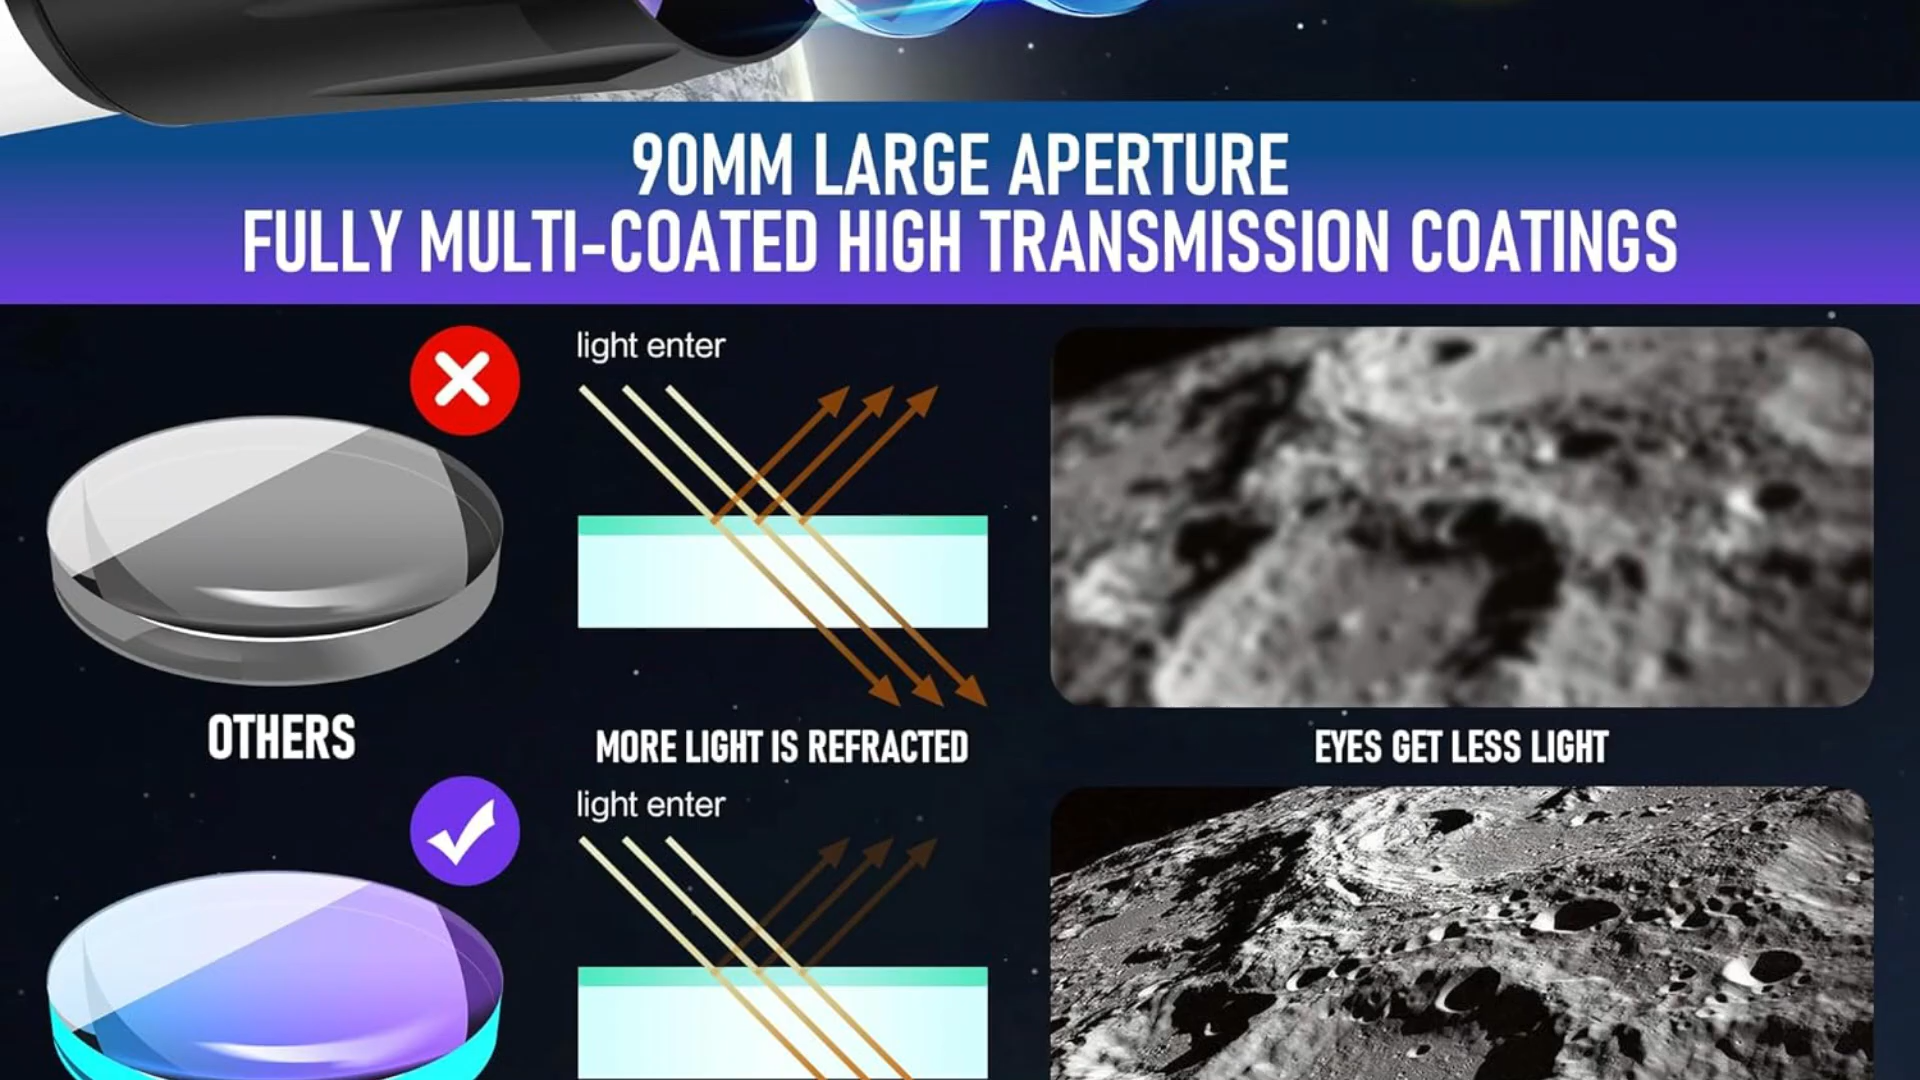 90MM LARGE APERTURE
FULLY MULTI-COATED HIGH TRANSMISSION COATINGS
light enter
OTHERS
MORE LIGHT IS REFRACTED
EYES GET LESS LIGHT
light enter